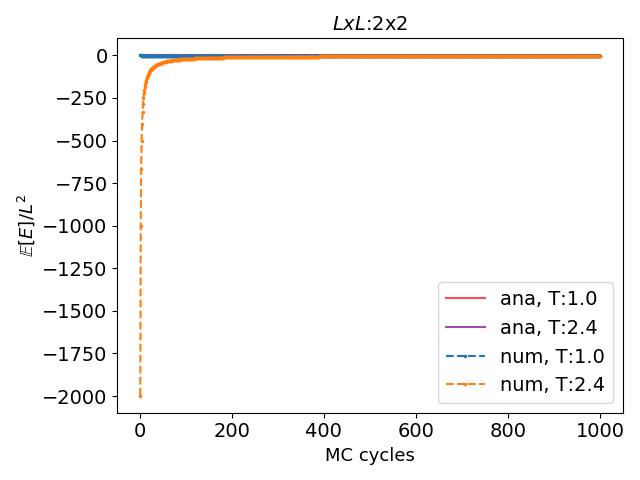 LxL:2x2
0
−250
−500
−750
−1000
−1250
−1500
−1750
−2000
𝔼[E]/L²
ana, T:1.0
ana, T:2.4
num, T:1.0
num, T:2.4
0 200 400 600 800 1000
MC cycles